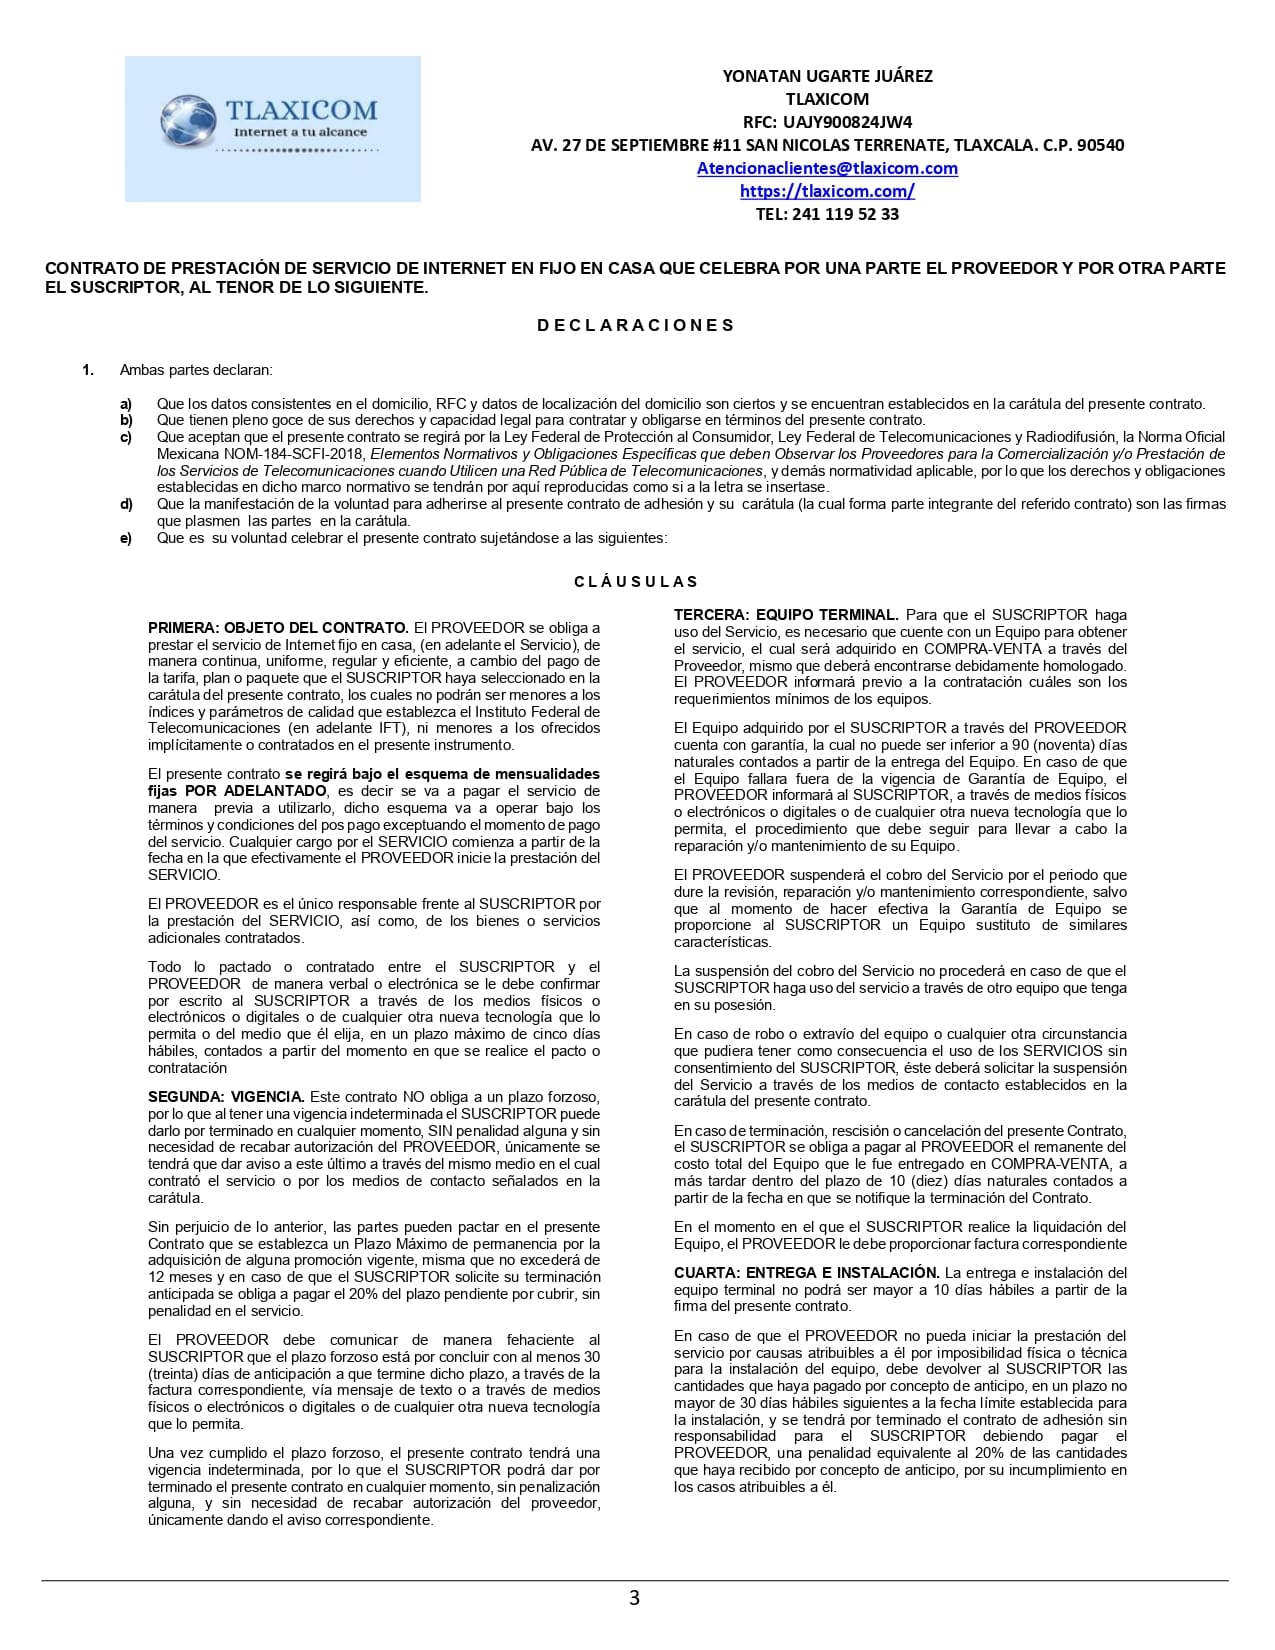 TLAXICOM
Internet a tu alcance
YONATAN UGARTE JUÁREZ
TLAXICOM
RFC: UAJY900824JW4
AV. 27 DE SEPTIEMBRE #11 SAN NICOLAS TERRENATE, TLAXCALA. C.P. 90540
Atencionaclientes@tlaxicom.com
https://tlaxicom.com/
TEL: 241 119 52 33
CONTRATO DE PRESTACIÓN DE SERVICIO DE INTERNET EN FIJO EN CASA QUE CELEBRA POR UNA PARTE EL PROVEEDOR Y POR OTRA PARTE
EL SUSCRIPTOR, AL TENOR DE LO SIGUIENTE.
D E C L A R A C I O N E S
1. Ambas partes declaran:
a) Que los datos consistentes en el domicilio, RFC y datos de localización del domicilio son ciertos y se encuentran establecidos en la carátula del presente contrato.
b) Que tienen pleno goce de sus derechos y capacidad legal para contratar y obligarse en términos del presente contrato.
c) Que aceptan que el presente contrato se regirá por la Ley Federal de Protección al Consumidor, Ley Federal de Telecomunicaciones y Radiodifusión, la Norma Oficial
Mexicana NOM-184-SCFI-2018, Elementos Normativos y Obligaciones Específicas que deben Observar los Proveedores para la Comercialización y/o Prestación de
los Servicios de Telecomunicaciones cuando Utilicen una Red Pública de Telecomunicaciones, y demás normatividad aplicable, por lo que los derechos y obligaciones
establecidas en dicho marco normativo se tendrán por aquí reproducidas como si a la letra se insertase.
d) Que la manifestación de la voluntad para adherirse al presente contrato de adhesión y su carátula (la cual forma parte integrante del referido contrato) son las firmas
que plasmen las partes en la carátula.
e) Que es su voluntad celebrar el presente contrato sujetándose a las siguientes:
C L Á U S U L A S
PRIMERA: OBJETO DEL CONTRATO. El PROVEEDOR se obliga a
prestar el servicio de Internet fijo en casa, (en adelante el Servicio), de
manera continua, uniforme, regular y eficiente, a cambio del pago de
la tarifa, plan o paquete que el SUSCRIPTOR haya seleccionado en la
carátula del presente contrato, los cuales no podrán ser menores a los
índices y parámetros de calidad que establezca el Instituto Federal de
Telecomunicaciones (en adelante IFT), ni menores a los ofrecidos
implícitamente o contratados en el presente instrumento.
El presente contrato se regirá bajo el esquema de mensualidades
fijas POR ADELANTADO, es decir se va a pagar el servicio de
manera previa a utilizarlo, dicho esquema va a operar bajo los
términos y condiciones del pos pago exceptuando el momento de pago
del servicio. Cualquier cargo por el SERVICIO comienza a partir de la
fecha en la que efectivamente el PROVEEDOR inicie la prestación del
SERVICIO.
El PROVEEDOR es el único responsable frente al SUSCRIPTOR por
la prestación del SERVICIO, así como, de los bienes o servicios
adicionales contratados.
Todo lo pactado o contratado entre el SUSCRIPTOR y el
PROVEEDOR de manera verbal o electrónica se le debe confirmar
por escrito al SUSCRIPTOR a través de los medios físicos o
electrónicos o digitales o de cualquier otra nueva tecnología que lo
permita o del medio que él elija, en un plazo máximo de cinco días
hábiles, contados a partir del momento en que se realice el pacto o
contratación
SEGUNDA: VIGENCIA. Este contrato NO obliga a un plazo forzoso,
por lo que al tener una vigencia indeterminada el SUSCRIPTOR puede
darlo por terminado en cualquier momento, SIN penalidad alguna y sin
necesidad de recabar autorización del PROVEEDOR, únicamente se
tendrá que dar aviso a este último a través del mismo medio en el cual
contrató el servicio o por los medios de contacto señalados en la
carátula.
Sin perjuicio de lo anterior, las partes pueden pactar en el presente
Contrato que se establezca un Plazo Máximo de permanencia por la
adquisición de alguna promoción vigente, misma que no excederá de
12 meses y en caso de que el SUSCRIPTOR solicite su terminación
anticipada se obliga a pagar el 20% del plazo pendiente por cubrir, sin
penalidad en el servicio.
El PROVEEDOR debe comunicar de manera fehaciente al
SUSCRIPTOR que el plazo forzoso está por concluir con al menos 30
(treinta) días de anticipación a que termine dicho plazo, a través de la
factura correspondiente, vía mensaje de texto o a través de medios
físicos o electrónicos o digitales o de cualquier otra nueva tecnología
que lo permita.
Una vez cumplido el plazo forzoso, el presente contrato tendrá una
vigencia indeterminada, por lo que el SUSCRIPTOR podrá dar por
terminado el presente contrato en cualquier momento, sin penalización
alguna, y sin necesidad de recabar autorización del proveedor,
únicamente dando el aviso correspondiente.
TERCERA: EQUIPO TERMINAL. Para que el SUSCRIPTOR haga
uso del Servicio, es necesario que cuente con un Equipo para obtener
el servicio, el cual será adquirido en COMPRA-VENTA a través del
Proveedor, mismo que deberá encontrarse debidamente homologado.
El PROVEEDOR informará previo a la contratación cuáles son los
requerimientos mínimos de los equipos.
El Equipo adquirido por el SUSCRIPTOR a través del PROVEEDOR
cuenta con garantía, la cual no puede ser inferior a 90 (noventa) días
naturales contados a partir de la entrega del Equipo. En caso de que
el Equipo fallara fuera de la vigencia de Garantía de Equipo, el
PROVEEDOR informará al SUSCRIPTOR, a través de medios físicos
o electrónicos o digitales o de cualquier otra nueva tecnología que lo
permita, el procedimiento que debe seguir para llevar a cabo la
reparación y/o mantenimiento de su Equipo.
El PROVEEDOR suspenderá el cobro del Servicio por el periodo que
dure la revisión, reparación y/o mantenimiento correspondiente, salvo
que al momento de hacer efectiva la Garantía de Equipo se
proporcione al SUSCRIPTOR un Equipo sustituto de similares
características.
La suspensión del cobro del Servicio no procederá en caso de que el
SUSCRIPTOR haga uso del servicio a través de otro equipo que tenga
en su posesión.
En caso de robo o extravío del equipo o cualquier otra circunstancia
que pudiera tener como consecuencia el uso de los SERVICIOS sin
consentimiento del SUSCRIPTOR, éste deberá solicitar la suspensión
del Servicio a través de los medios de contacto establecidos en la
carátula del presente contrato.
En caso de terminación, rescisión o cancelación del presente Contrato,
el SUSCRIPTOR se obliga a pagar al PROVEEDOR el remanente del
costo total del Equipo que le fue entregado en COMPRA-VENTA, a
más tardar dentro del plazo de 10 (diez) días naturales contados a
partir de la fecha en que se notifique la terminación del Contrato.
En el momento en el que el SUSCRIPTOR realice la liquidación del
Equipo, el PROVEEDOR le debe proporcionar factura correspondiente
CUARTA: ENTREGA E INSTALACIÓN. La entrega e instalación del
equipo terminal no podrá ser mayor a 10 días hábiles a partir de la
firma del presente contrato.
En caso de que el PROVEEDOR no pueda iniciar la prestación del
servicio por causas atribuibles a él por imposibilidad física o técnica
para la instalación del equipo, debe devolver al SUSCRIPTOR las
cantidades que haya pagado por concepto de anticipo, en un plazo no
mayor de 30 días hábiles siguientes a la fecha límite establecida para
la instalación, y se tendrá por terminado el contrato de adhesión sin
responsabilidad para el SUSCRIPTOR debiendo pagar el
PROVEEDOR, una penalidad equivalente al 20% de las cantidades
que haya recibido por concepto de anticipo, por su incumplimiento en
los casos atribuibles a él.
3